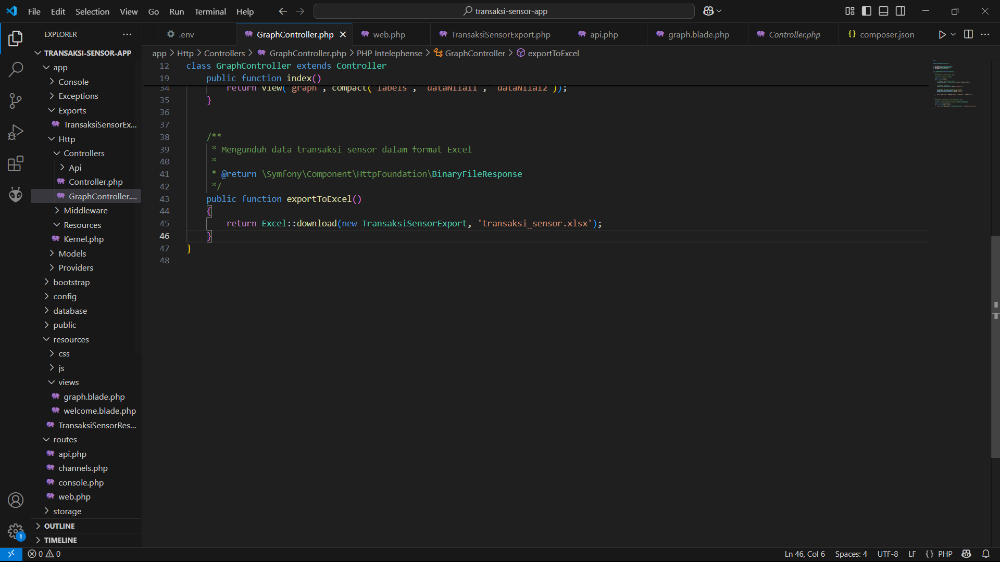 File Edit Selection View Go Run Terminal Help
transaksi-sensor-app
EXPLORER
.env
GraphController.php
web.php
TransaksiSensorExport.php
api.php
graph.blade.php
Controller.php
{} composer.json
TRANSAKSI-SENSOR-APP
app
Console
Exceptions
Exports
TransaksiSensorEx...
Http
Controllers
Api
Controller.php
GraphController....
Middleware
Resources
Kernel.php
Models
Providers
bootstrap
config
database
public
resources
css
js
views
graph.blade.php
welcome.blade.php
TransaksiSensorRes...
routes
api.php
channels.php
console.php
web.php
storage
OUTLINE
TIMELINE
1
app > Http > Controllers > GraphController.php > PHP Intelephense > GraphController > exportToExcel
12 class GraphController extends Controller
19 public function index()
34 return view('graph', compact('labels', 'dataNilai1', 'dataNilai2'));
35 }
36
37
38 /**
39 * Mengunduh data transaksi sensor dalam format Excel
40 *
41 * @return \Symfony\Component\HttpFoundation\BinaryFileResponse
42 */
43 public function exportToExcel()
44 {
45 return Excel::download(new TransaksiSensorExport, 'transaksi_sensor.xlsx');
46 }
47 }
48
0 0
Ln 46, Col 6 Spaces: 4 UTF-8 LF {} PHP